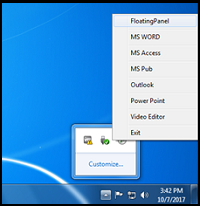 FloatingPanel
MS WORD
MS Access
MS Pub
Outlook
Power Point
Video Editor
Exit
Customize...
3:42 PM
10/7/2017